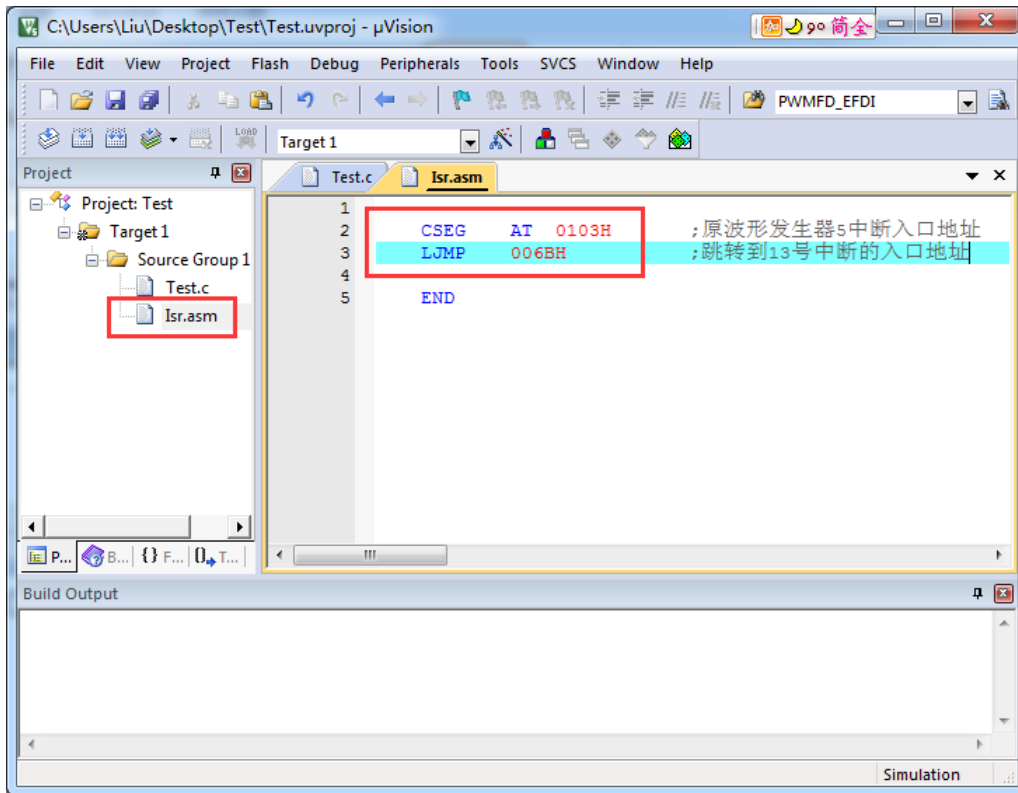 C:\Users\Liu\Desktop\Test\Test.uvproj - µVision
简全
File Edit View Project Flash Debug Peripherals Tools SVCS Window Help
PWMFD_EFDI
LOAD Target 1
Project
Test.c Isr.asm
Project: Test
Target 1
Source Group 1
Test.c
Isr.asm
1
2 CSEG AT 0103H ;原波形发生器5中断入口地址
3 LJMP 006BH ;跳转到13号中断的入口地址
4
5 END
P... B... {} F... 0 T...
Build Output
Simulation